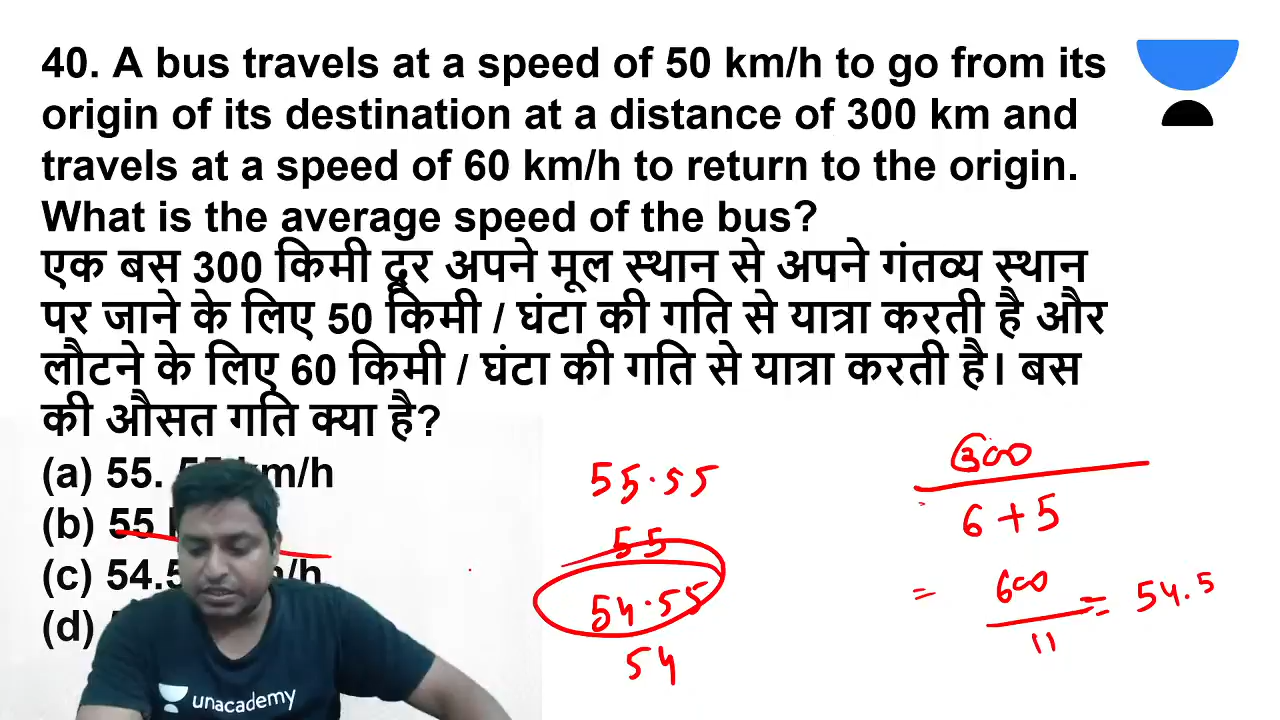 40. A bus travels at a speed of 50 km/h to go from its
origin of its destination at a distance of 300 km and
travels at a speed of 60 km/h to return to the origin.
What is the average speed of the bus?
एक बस 300 किमी दूर अपने मूल स्थान से अपने गंतव्य स्थान
पर जाने के लिए 50 किमी / घंटा की गति से यात्रा करती है और
लौटने के लिए 60 किमी / घंटा की गति से यात्रा करती है। बस
की औसत गति क्या है?
(a) 55. km/h
(b) 55
(c) 54.5 km/h
(d)
55.55
55
54.55
54
300
6+5
= 600
11
= 54.5
unacademy